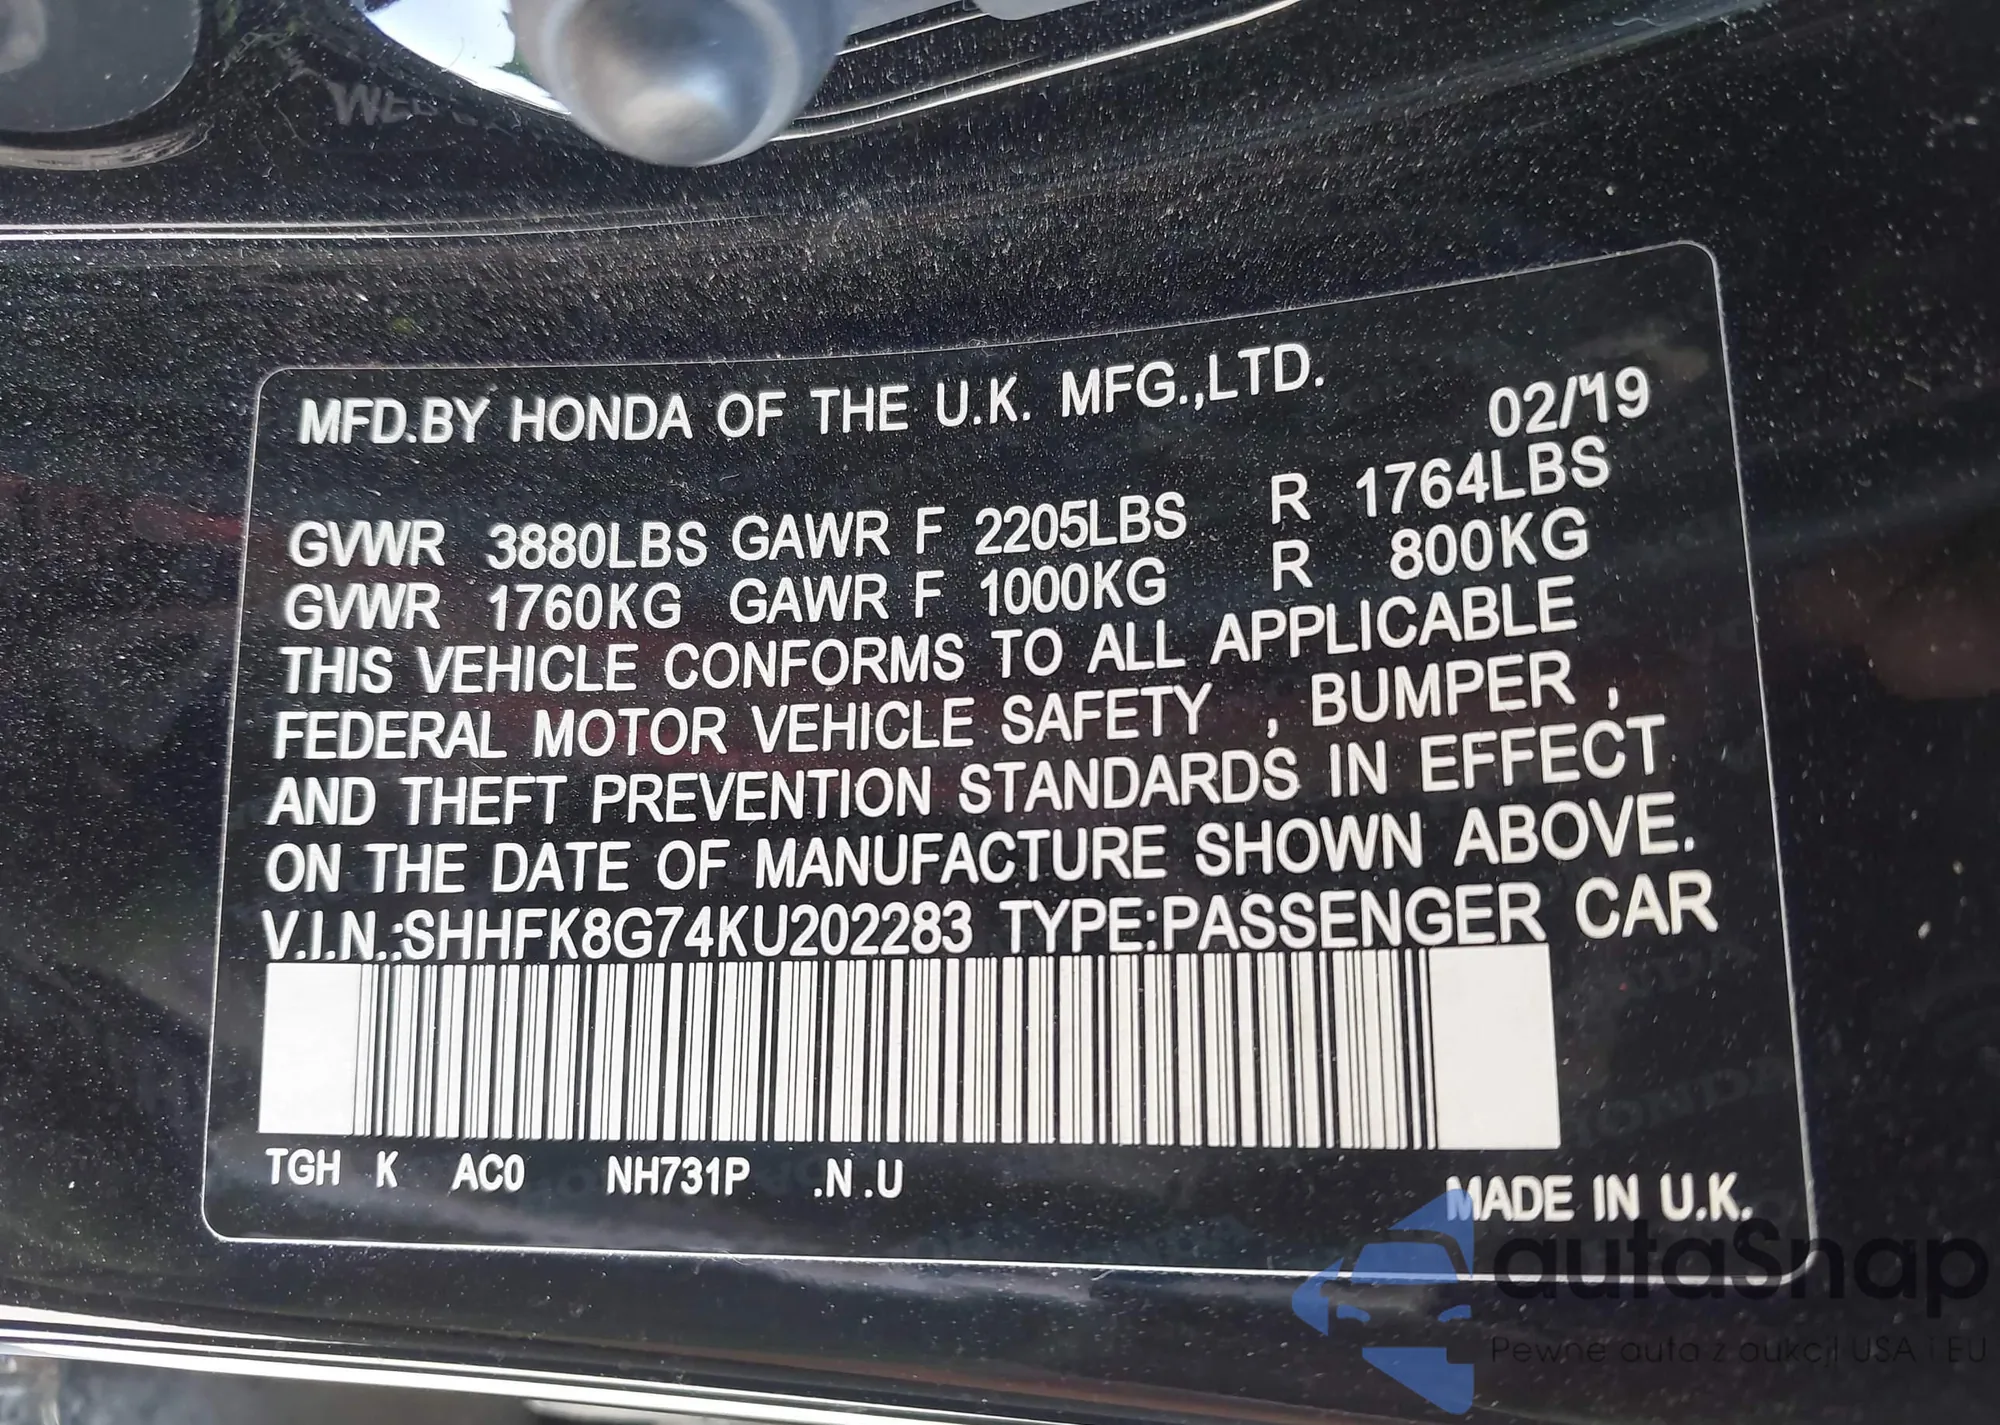 MFD.BY HONDA OF THE U.K. MFG.,LTD.
02/19
GVWR 3880LBS GAWR F 2205LBS R 1764LBS
GVWR 1760KG GAWR F 1000KG R 800KG
THIS VEHICLE CONFORMS TO ALL APPLICABLE
FEDERAL MOTOR VEHICLE SAFETY , BUMPER ,
AND THEFT PREVENTION STANDARDS IN EFFECT
ON THE DATE OF MANUFACTURE SHOWN ABOVE.
V.I.N.:SHHFK8G74KU202283 TYPE:PASSENGER CAR
TGH K AC0 NH731P .N .U
MADE IN U.K.
autaSnap
Pewne auta z aukcji USA i EU